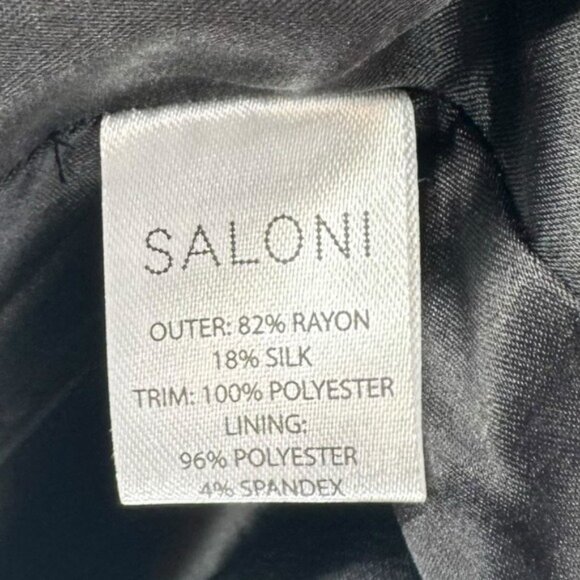 SALONI
OUTER: 82% RAYON
18% SILK
TRIM: 100% POLYESTER
LINING:
96% POLYESTER
4% SPANDEX